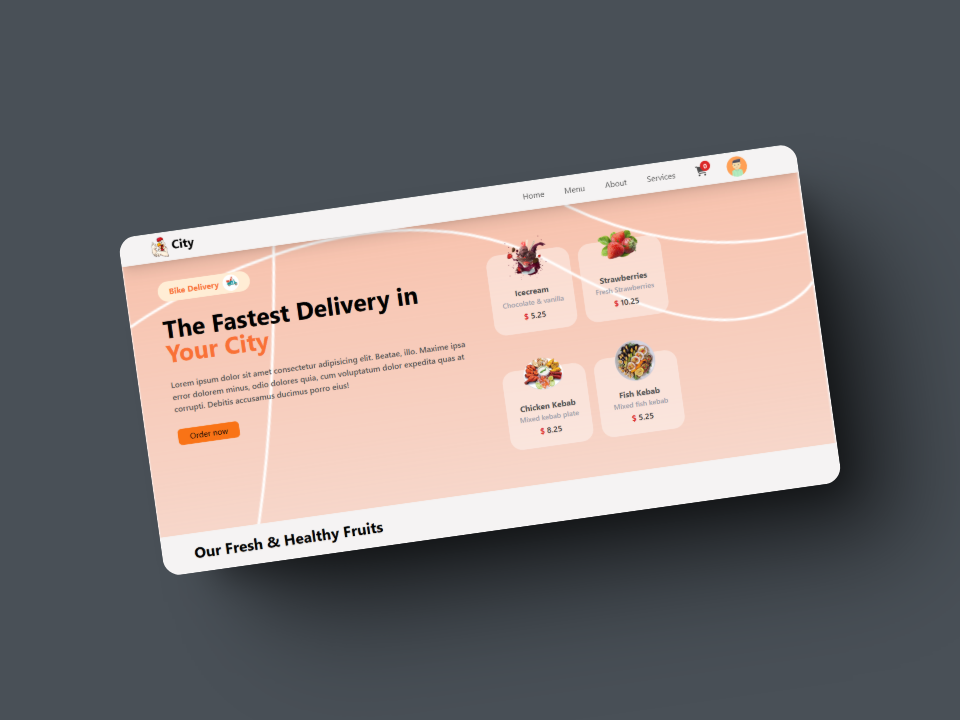 City
Home
Menu
About
Services
0
Bike Delivery
The Fastest Delivery in
Your City
Lorem ipsum dolor sit amet consectetur adipisicing elit. Beatae, illo. Maxime ipsa
error dolorem minus, odio dolores quia, cum voluptatum dolor expedita quas at
corrupti. Debitis accusamus ducimus porro eius!
Order now
Icecream
Chocolate & vanilla
$ 5.25
Strawberries
Fresh Strawberries
$ 10.25
Chicken Kebab
Mixed kebab plate
$ 8.25
Fish Kebab
Mixed fish kebab
$ 5.25
Our Fresh & Healthy Fruits